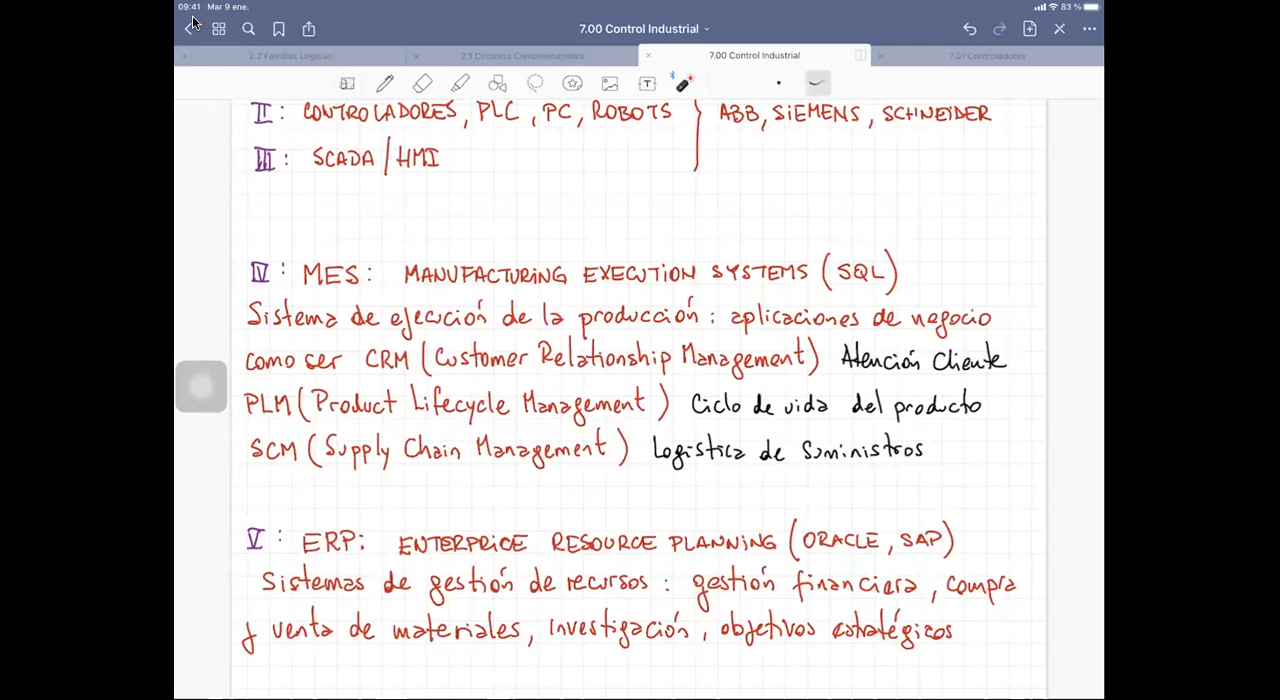 09:41 Mar 9 ene. 83 %
7.00 Control Industrial
2.2 Familias Logicas 2.1 Circuitos Combinacionales 7.00 Control Industrial 7.01 Controladores
II: CONTROLADORES, PLC, PC, ROBOTS } ABB, SIEMENS, SCHNEIDER
III: SCADA/HMI
IV: MES: MANUFACTURING EXECUTION SYSTEMS (SQL)
Sistema de ejecución de la producción: aplicaciones de negocio
como ser CRM (Customer Relationship Management) Atención Cliente
PLM (Product Lifecycle Management) Ciclo de vida del producto
SCM (Supply Chain Management) Logística de Suministros
V: ERP: ENTERPRICE RESOURCE PLANNING (ORACLE, SAP)
Sistemas de gestión de recursos: gestión financiera, compra
y venta de materiales, investigación, objetivos estratégicos